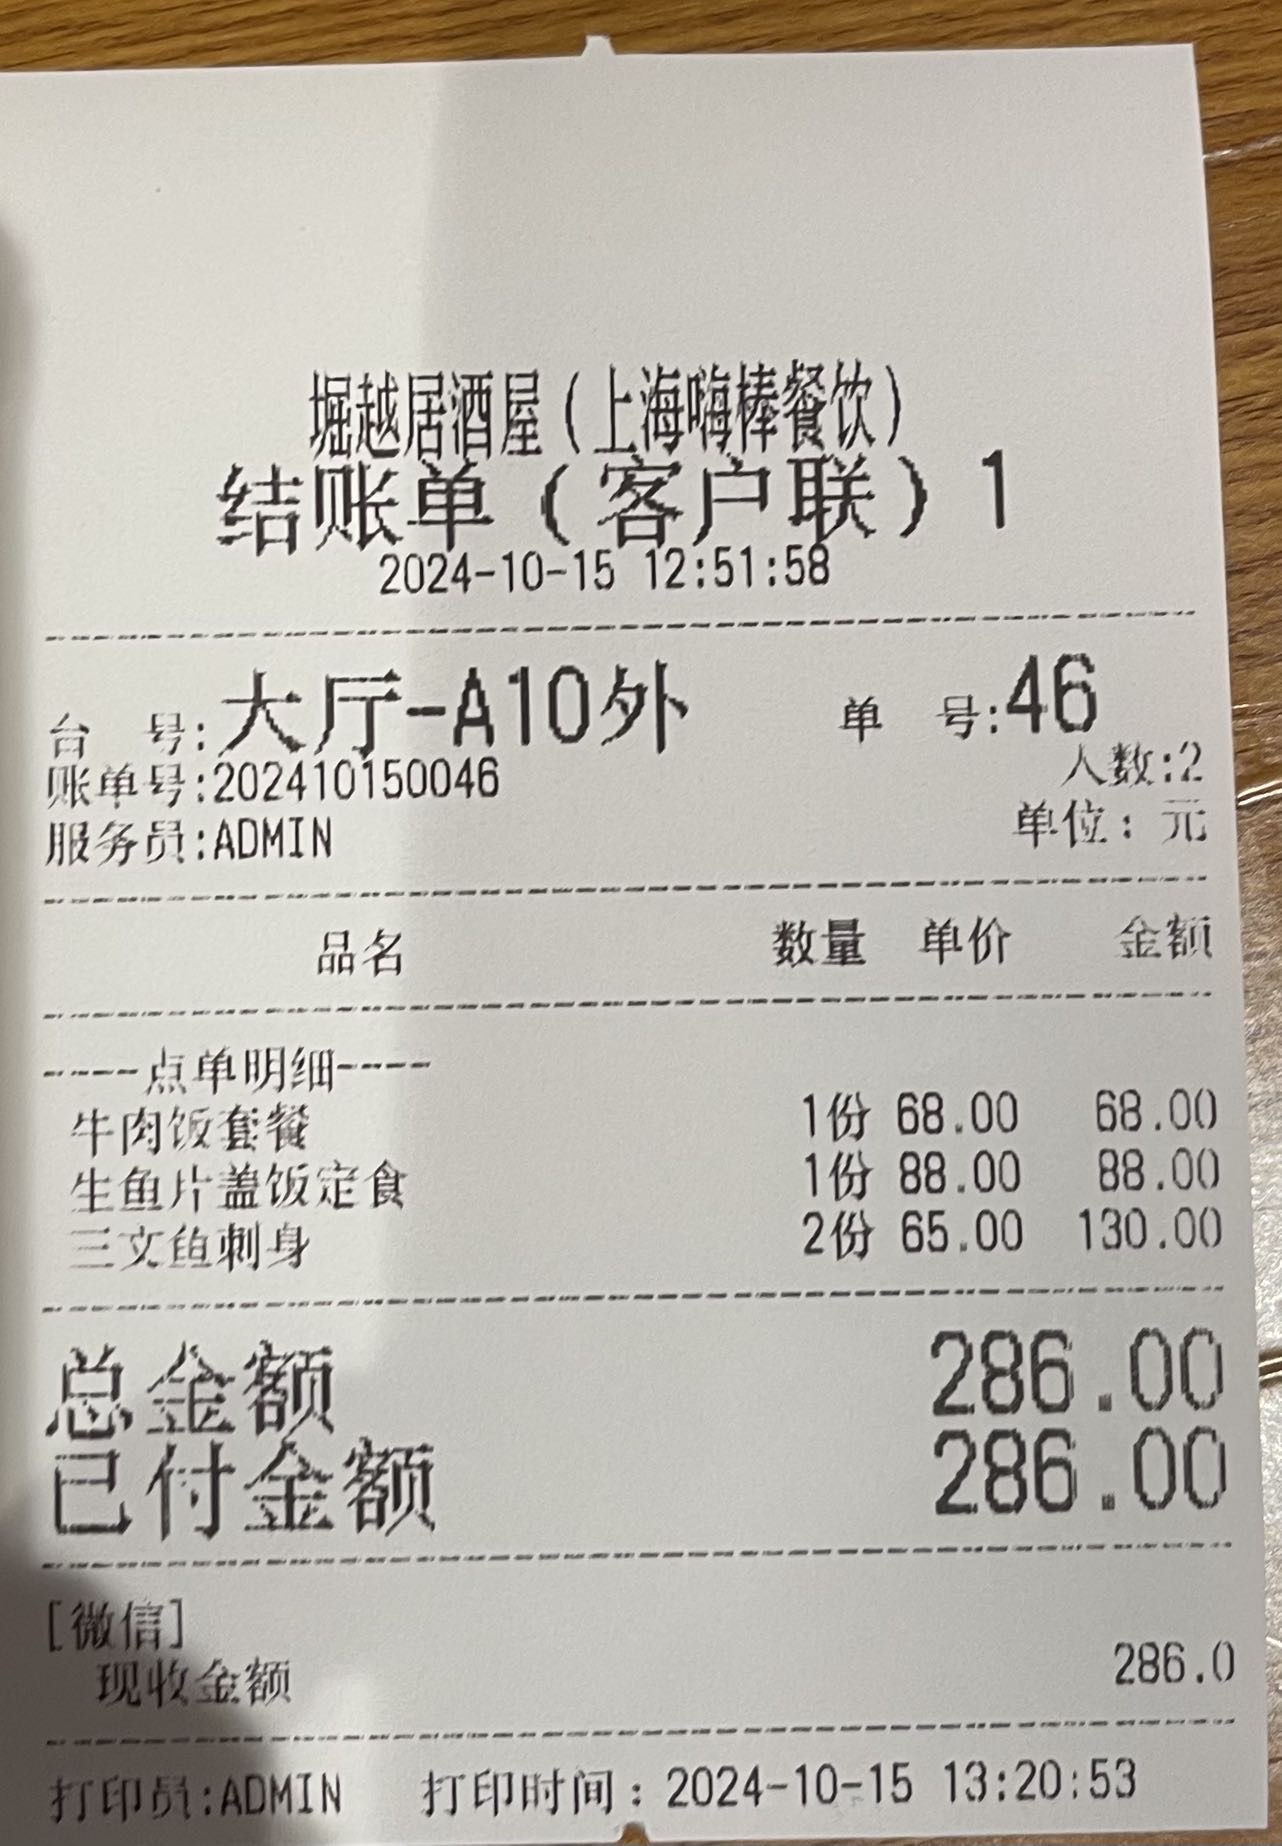 堀越居酒屋(上海嗨棒餐饮)
结账单(客户联)1
2024-10-15 12:51:58
台 号:大厅-A10外 单 号:46
账单号:202410150046 人数:2
服务员:ADMIN 单位: 元
品名 数量 单价 金额
----点单明细----
牛肉饭套餐 1份 68.00 68.00
生鱼片盖饭定食 1份 88.00 88.00
三文鱼刺身 2份 65.00 130.00
总金额 286.00
已付金额 286.00
[微信]
现收金额 286.0
打印员:ADMIN 打印时间: 2024-10-15 13:20:53